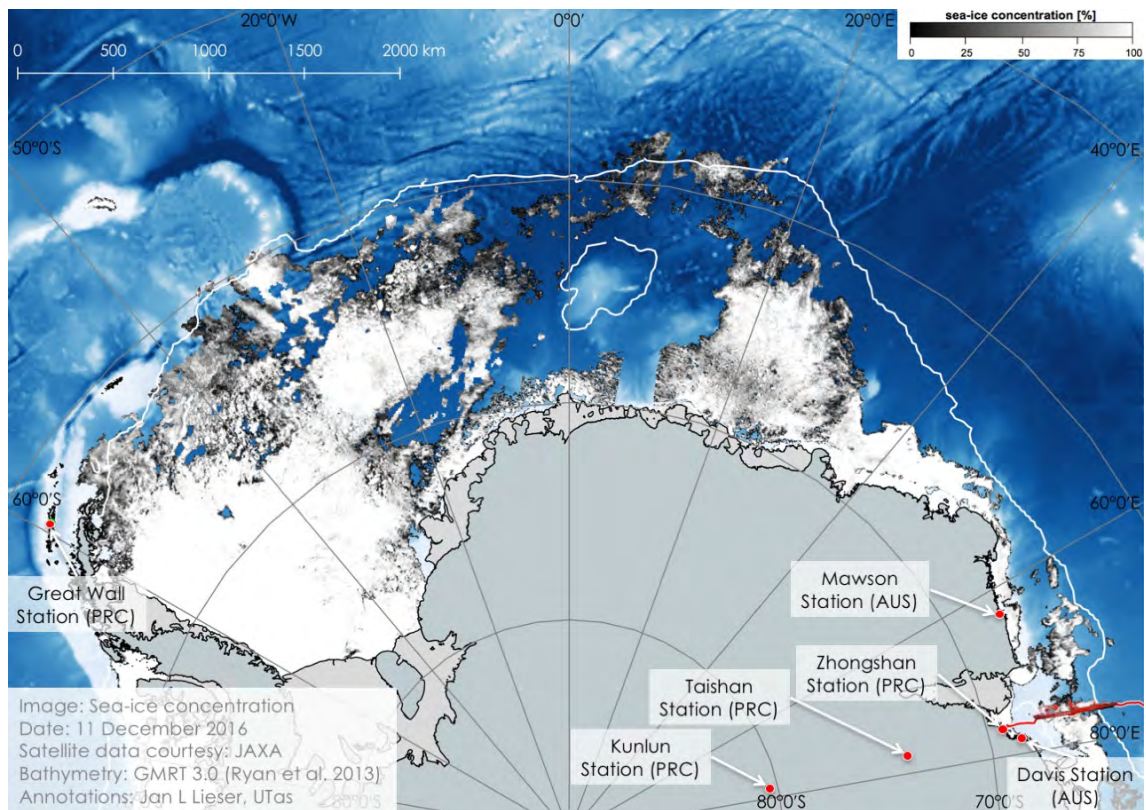 20°0'W
0°0'
20°0'E
sea-ice concentration [%]
0 25 50 75 100
0 500 1000 1500 2000 km
50°0'S
40°0'E
60°0'S
60°0'E
Great Wall
Station (PRC)
Mawson
Station (AUS)
Zhongshan
Station (PRC)
Taishan
Station (PRC)
Kunlun
Station (PRC)
80°0'E
Davis Station
(AUS)
80°0'S
70°0'S
Image: Sea-ice concentration
Date: 11 December 2016
Satellite data courtesy: JAXA
Bathymetry: GMRT 3.0 (Ryan et al. 2013)
Annotations: Jan L Lieser, UTas
80°0'S